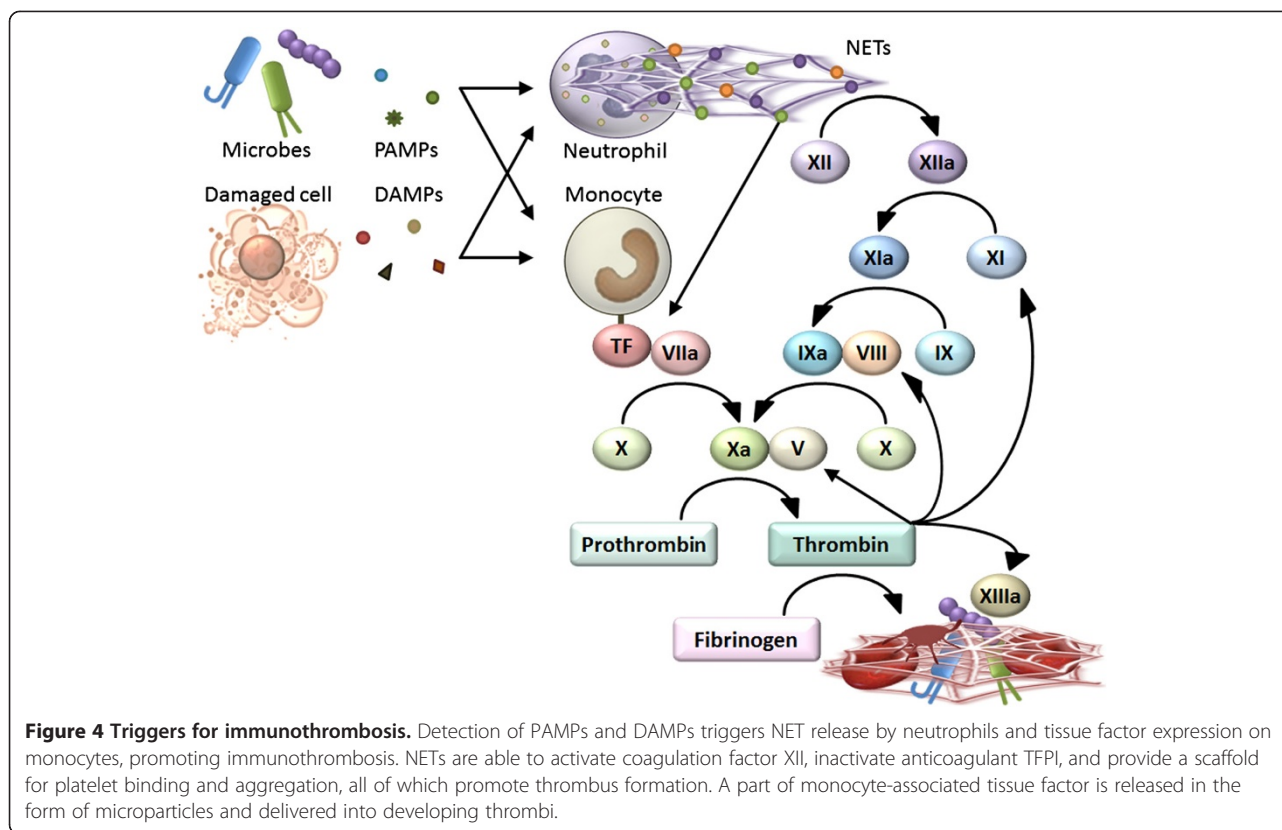 NETs
Microbes
PAMPs
Neutrophil
XII
XIIa
Damaged cell
DAMPs
Monocyte
XIa
XI
TF
VIIa
IXa
VIII
IX
X
Xa
V
X
Prothrombin
Thrombin
XIIIa
Fibrinogen
Figure 4 Triggers for immunothrombosis. Detection of PAMPs and DAMPs triggers NET release by neutrophils and tissue factor expression on
monocytes, promoting immunothrombosis. NETs are able to activate coagulation factor XII, inactivate anticoagulant TFPI, and provide a scaffold
for platelet binding and aggregation, all of which promote thrombus formation. A part of monocyte-associated tissue factor is released in the
form of microparticles and delivered into developing thrombi.